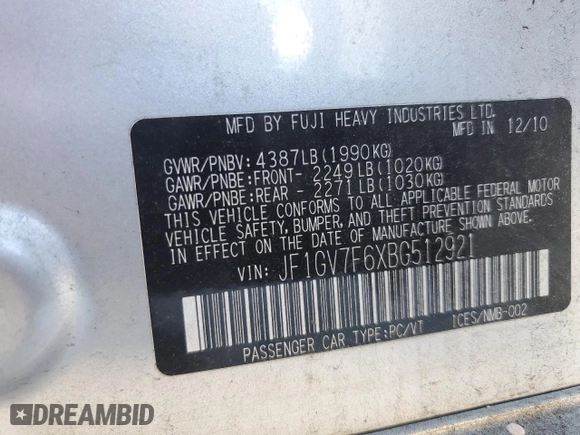 MFD BY FUJI HEAVY INDUSTRIES LTD.
MFD IN 12/10
GVWR/PNBV: 4387LB(1990KG)
GAWR/PNBE:FRONT- 2249LB(1020KG)
GAWR/PNBE:REAR - 2271LB(1030KG)
THIS VEHICLE CONFORMS TO ALL APPLICABLE FEDERAL MOTOR
VEHICLE SAFETY, BUMPER, AND THEFT PREVENTION STANDARDS
IN EFFECT ON THE DATE OF MANUFACTURE SHOWN ABOVE.
VIN: JF1GV7F6XBG512921
PASSENGER CAR TYPE:PC/VT ICES/NMB-002
DREAMBID